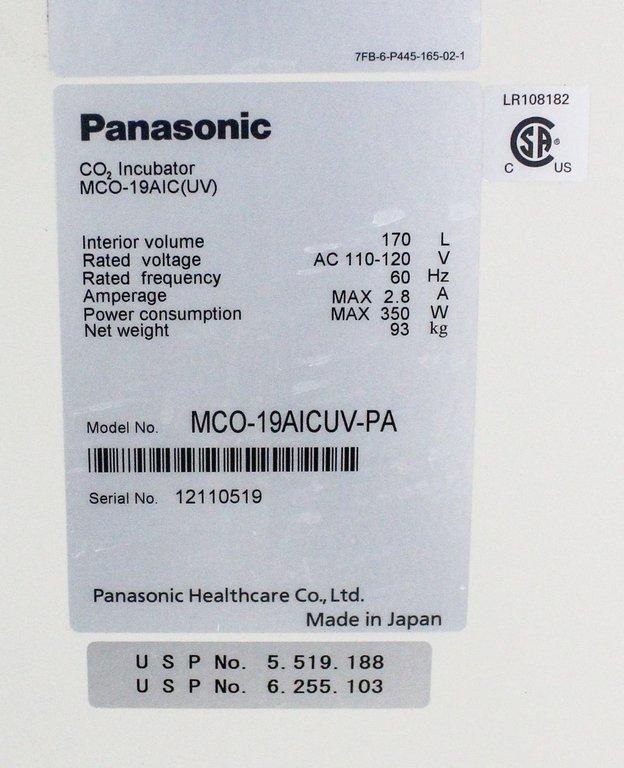 7FB-6-P445-165-02-1
LR108182
CSA®
C US
Panasonic
CO₂ Incubator
MCO-19AIC(UV)
Interior volume 170 L
Rated voltage AC 110-120 V
Rated frequency 60 Hz
Amperage MAX 2.8 A
Power consumption MAX 350 W
Net weight 93 kg
Model No. MCO-19AICUV-PA
Serial No. 12110519
Panasonic Healthcare Co., Ltd.
Made in Japan
U S P No. 5.519.188
U S P No. 6.255.103